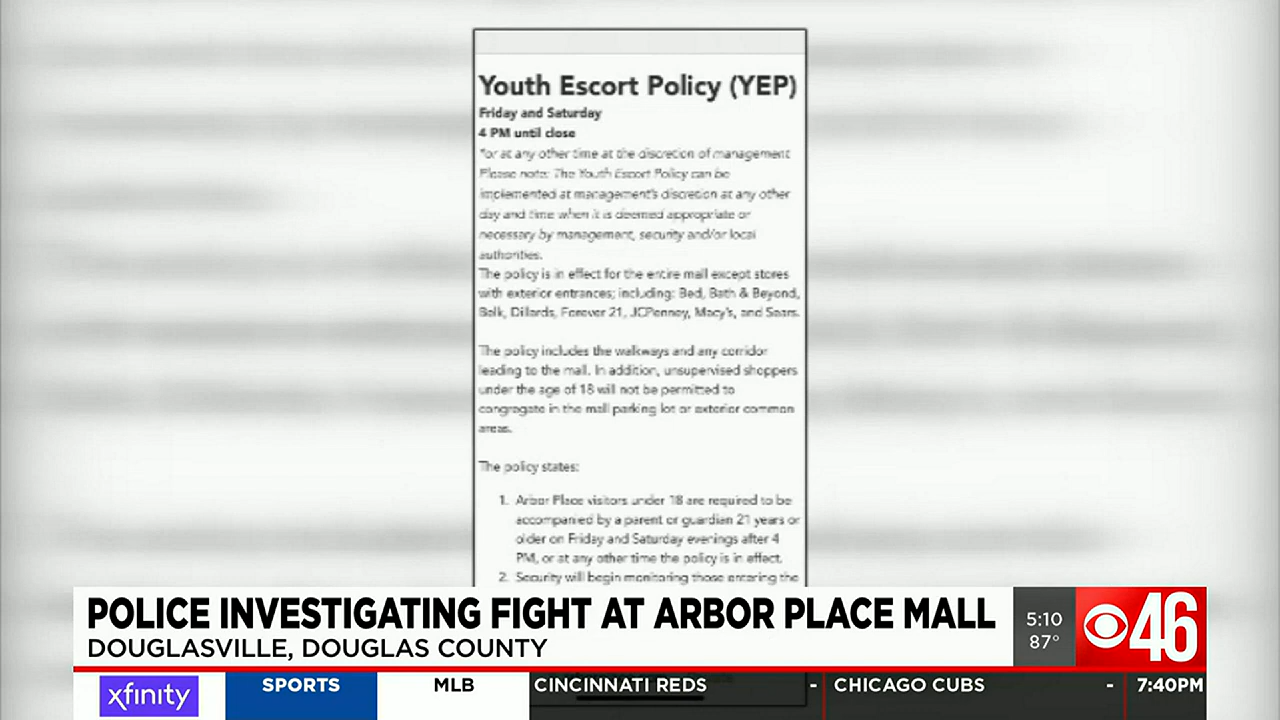 Youth Escort Policy (YEP)
Friday and Saturday
4 PM until close
*or at any other time at the discretion of management
Please note: The Youth Escort Policy can be
implemented at management's discretion at any other
day and time when it is deemed appropriate or
necessary by management, security and/or local
authorities.
The policy is in effect for the entire mall except stores
with exterior entrances; including: Bed, Bath & Beyond,
Belk, Dillards, Forever 21, JCPenney, Macy's, and Sears.
The policy includes the walkways and any corridor
leading to the mall. In addition, unsupervised shoppers
under the age of 18 will not be permitted to
congregate in the mall parking lot or exterior common
areas.
The policy states:
1. Arbor Place visitors under 18 are required to be
accompanied by a parent or guardian 21 years or
older on Friday and Saturday evenings after 4
PM, or at any other time the policy is in effect.
2. Security will begin monitoring those entering the
POLICE INVESTIGATING FIGHT AT ARBOR PLACE MALL
DOUGLASVILLE, DOUGLAS COUNTY
5:10
87°
46
xfinity
SPORTS
MLB
CINCINNATI REDS -
CHICAGO CUBS -
7:40PM